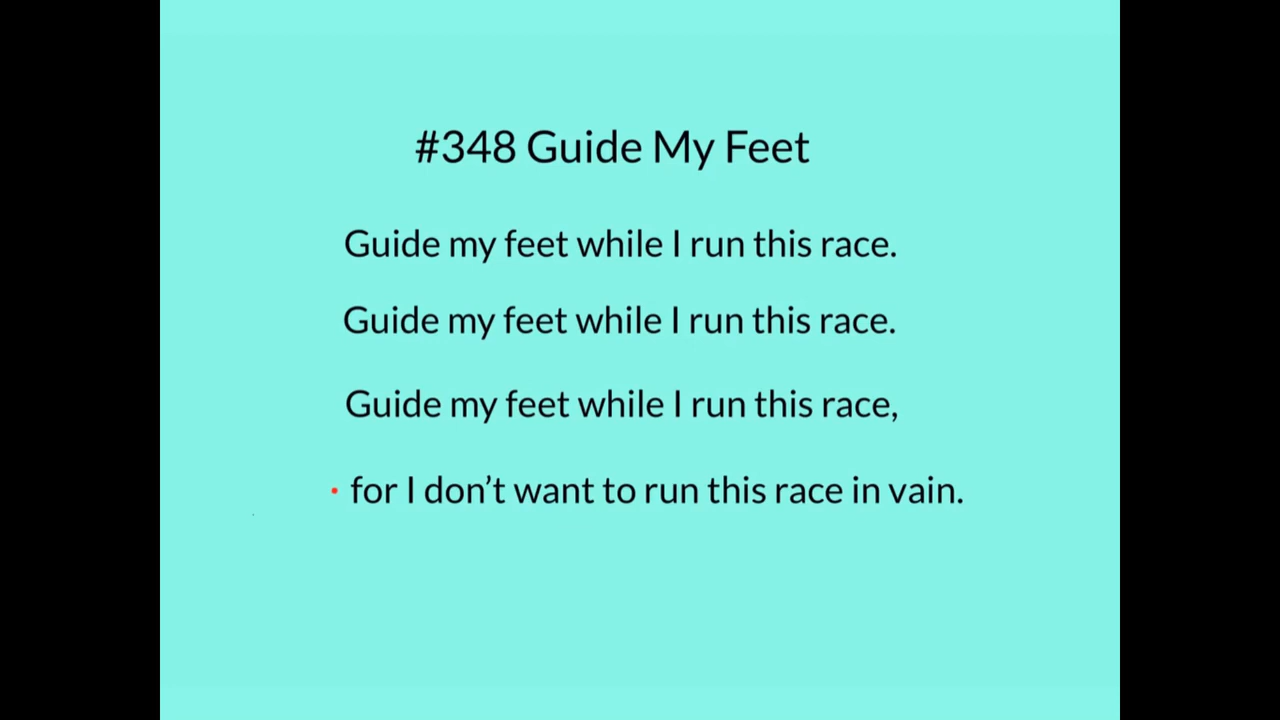 #348 Guide My Feet
Guide my feet while I run this race.
Guide my feet while I run this race.
Guide my feet while I run this race,
• for I don’t want to run this race in vain.